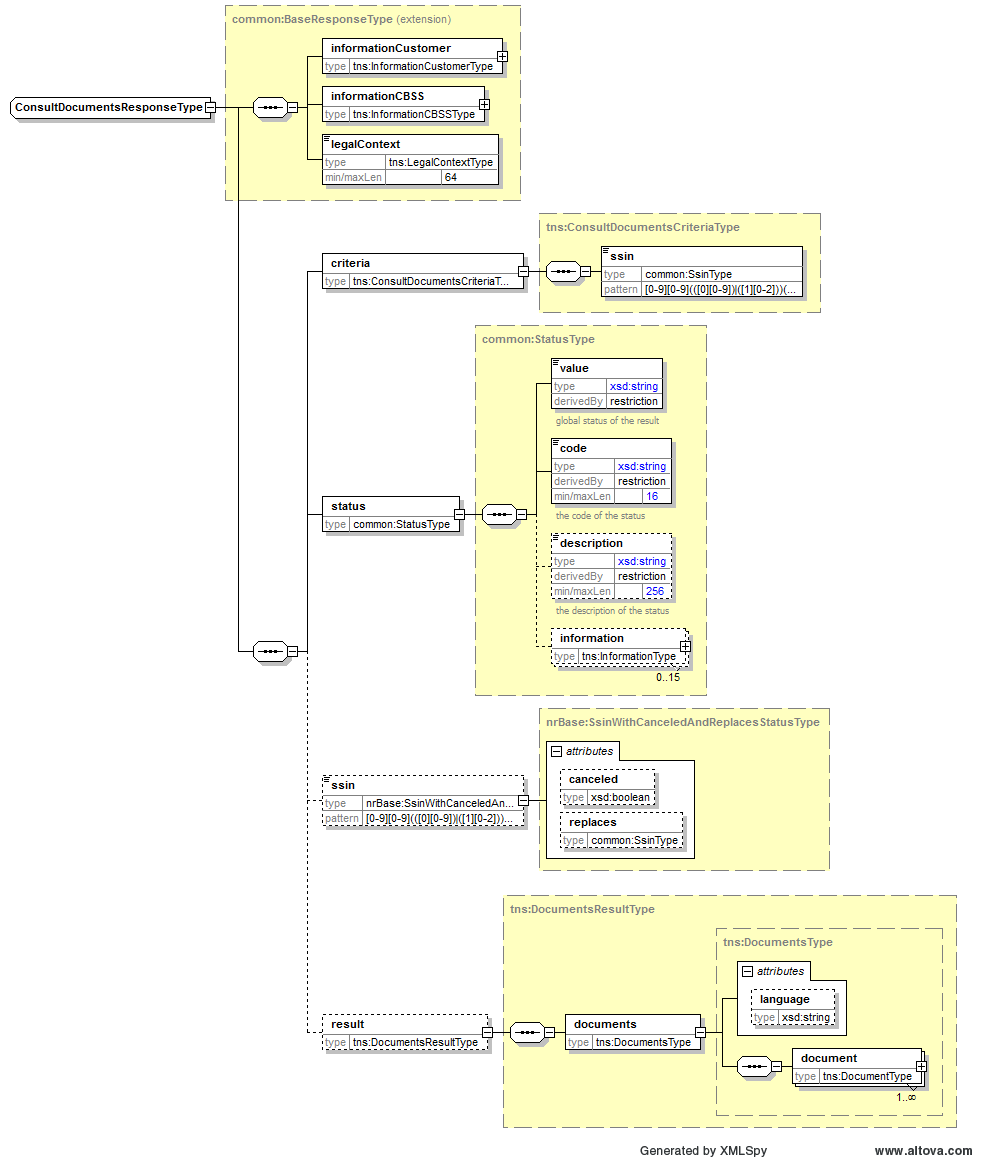 common:BaseResponseType (extension)
informationCustomer
type tns:InformationCustomerType
ConsultDocumentsResponseType
informationCBSS
type tns:InformationCBSSType
legalContext
type tns:LegalContextType
min/maxLen 64
tns:ConsultDocumentsCriteriaType
criteria
type tns:ConsultDocumentsCriteriaT...
ssin
type common:SsinType
pattern [0-9][0-9](([0][0-9])|([1][0-2]))(...
common:StatusType
value
type xsd:string
derivedBy restriction
global status of the result
code
type xsd:string
derivedBy restriction
min/maxLen 16
the code of the status
status
type common:StatusType
description
type xsd:string
derivedBy restriction
min/maxLen 256
the description of the status
information
type tns:InformationType
0..15
nrBase:SsinWithCanceledAndReplacesStatusType
attributes
canceled
type xsd:boolean
replaces
type common:SsinType
ssin
type nrBase:SsinWithCanceledAn...
pattern [0-9][0-9](([0][0-9])|([1][0-2]))...
tns:DocumentsResultType
tns:DocumentsType
attributes
language
type xsd:string
result
type tns:DocumentsResultType
documents
type tns:DocumentsType
document
type tns:DocumentType
1..∞
Generated by XMLSpy www.altova.com